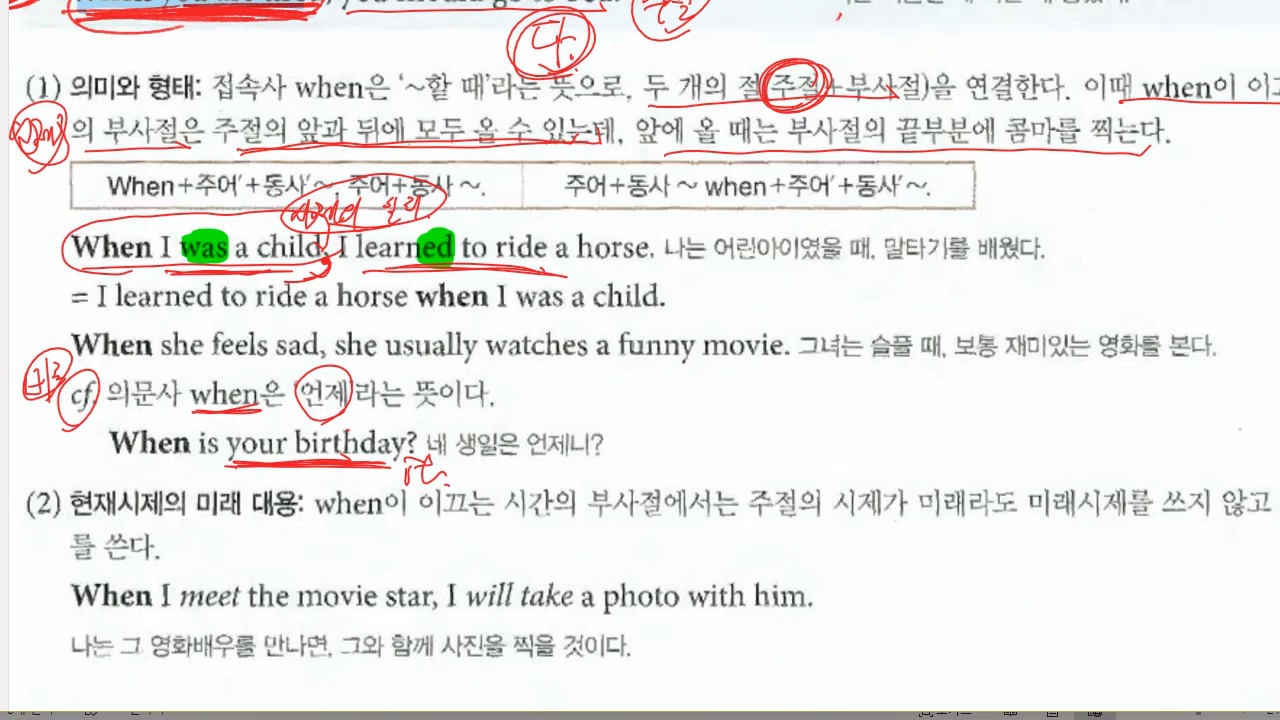 (1) 의미와 형태: 접속사 when은 '~할 때'라는 뜻으로, 두 개의 절(주절+부사절)을 연결한다. 이때 when이 이끄
의 부사절은 주절의 앞과 뒤에 모두 올 수 있는데, 앞에 올 때는 부사절의 끝부분에 콤마를 찍는다.
When+주어′+동사′~, 주어+동사 ~. 주어+동사 ~ when+주어′+동사′~.
시제의 일치
When I was a child, I learned to ride a horse. 나는 어린아이였을 때, 말타기를 배웠다.
= I learned to ride a horse when I was a child.
When she feels sad, she usually watches a funny movie. 그녀는 슬플 때, 보통 재미있는 영화를 본다.
cf. 의문사 when은 '언제'라는 뜻이다.
When is your birthday? 네 생일은 언제니?
(2) 현재시제의 미래 대용: when이 이끄는 시간의 부사절에서는 주절의 시제가 미래라도 미래시제를 쓰지 않고
를 쓴다.
When I meet the movie star, I will take a photo with him.
나는 그 영화배우를 만나면, 그와 함께 사진을 찍을 것이다.